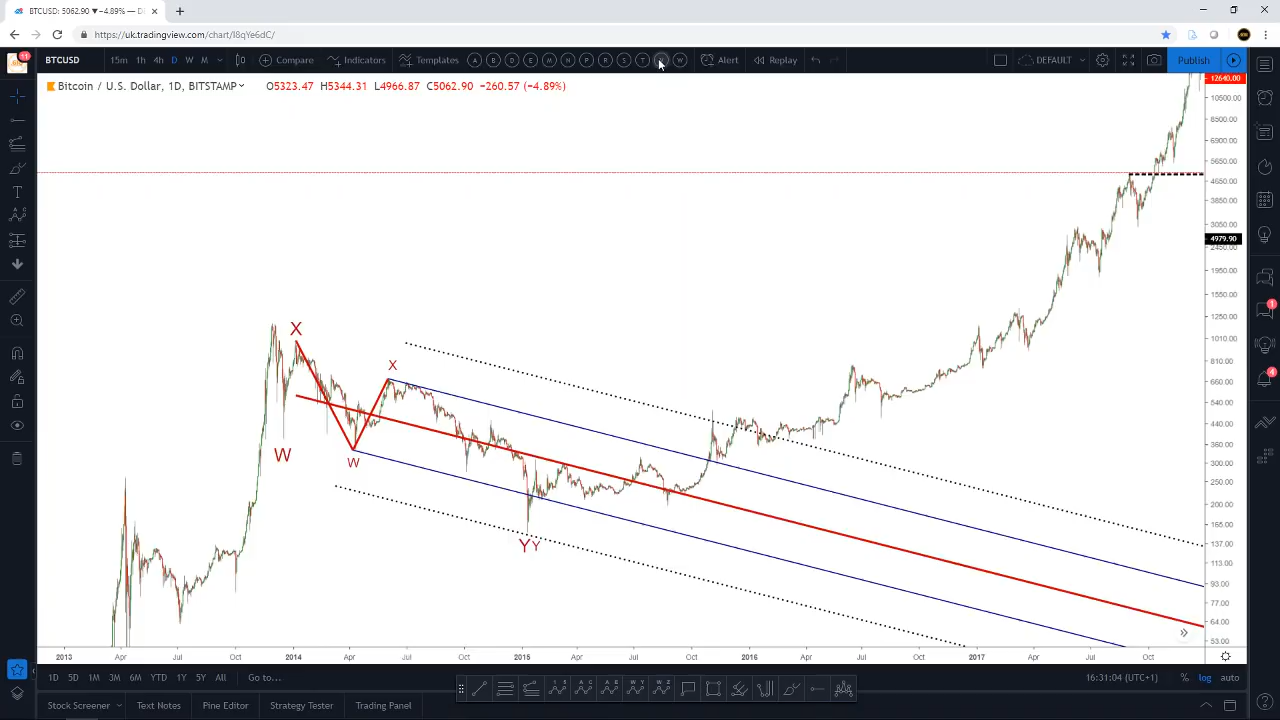 BTCUSD: 5062.90 ▼−4.89% — D
https://uk.tradingview.com/chart/I8qYe6dC/
11
BTCUSD 15m 1h 4h D W M Compare Indicators Templates A B D E M N P R S T W Alert Replay DEFAULT Publish
Bitcoin / U.S. Dollar, 1D, BITSTAMP O5323.47 H5344.31 L4966.87 C5062.90 −260.57 (−4.89%)
12640.00
10500.00
8500.00
6900.00
5650.00
4650.00
3850.00
3050.00
4979.90
2450.00
1950.00
1550.00
1250.00
1010.00
810.00
660.00
540.00
440.00
360.00
300.00
250.00
200.00
165.00
137.00
113.00
93.00
77.00
64.00
53.00
X
X
W
W
Y Y
1
4
2013 Apr Jul Oct 2014 Apr Jul Oct 2015 Apr Jul Oct 2016 Apr Jul Oct 2017 Apr Jul Oct
1D 5D 1M 3M 6M YTD 1Y 5Y All Go to... 16:31:04 (UTC+1) % log auto
Stock Screener Text Notes Pine Editor Strategy Tester Trading Panel